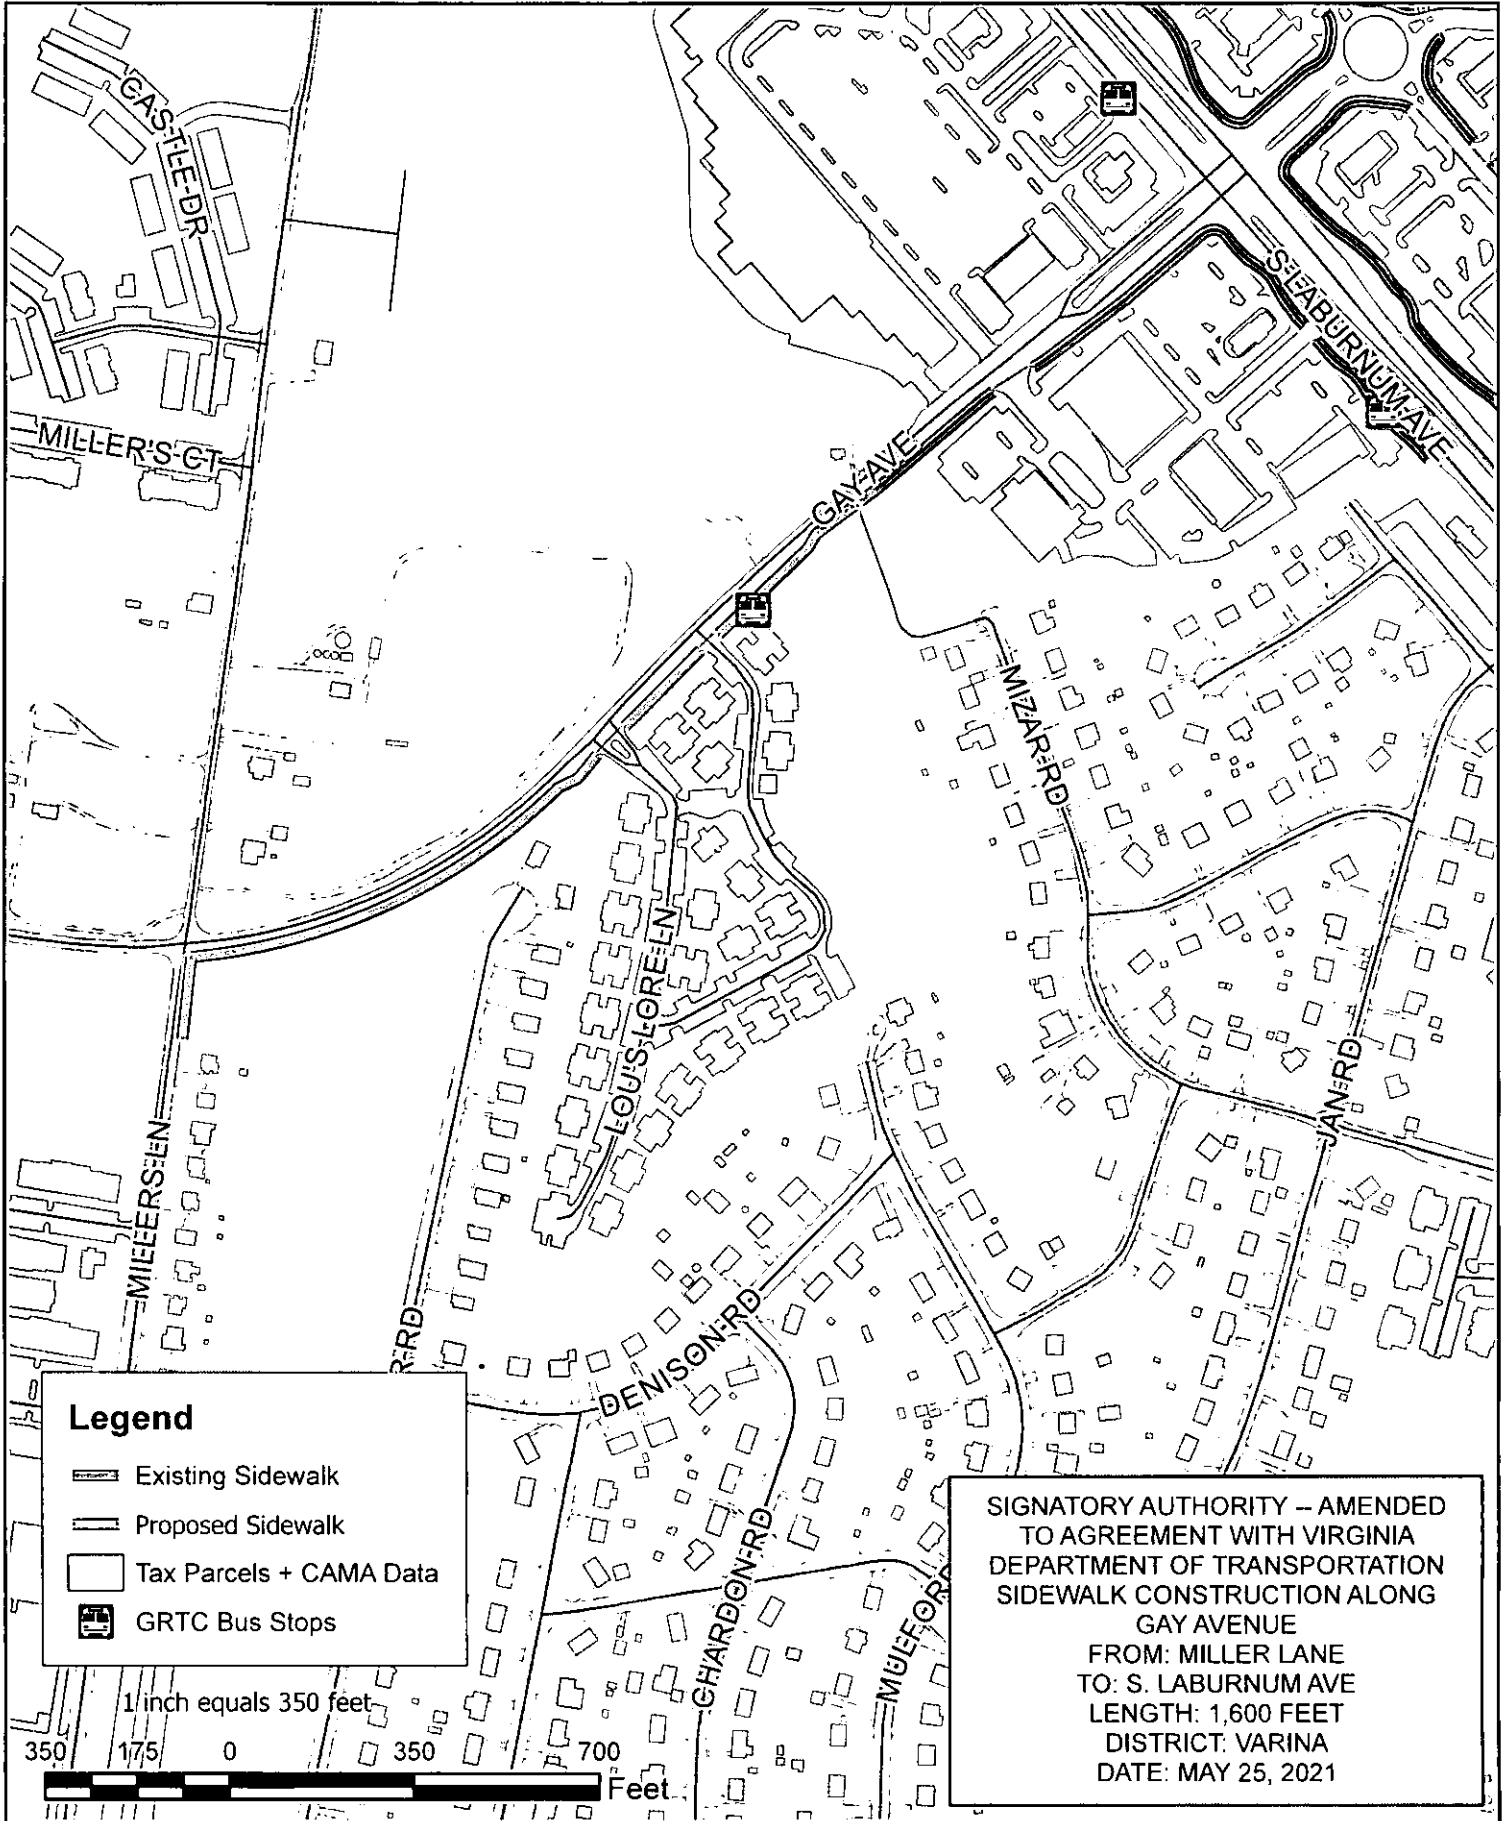 CASTLE DR
S LABURNUM AVE
MILLER'S CT
GAY AVE
MIZAR RD
LOU'S LORE LN
JAN RD
MILLERS LN
R RD
DENISON RD
CHARDON RD
MULFORD
Legend
Existing Sidewalk
Proposed Sidewalk
Tax Parcels + CAMA Data
GRTC Bus Stops
1 inch equals 350 feet
350 175 0 350 700
Feet
SIGNATORY AUTHORITY – AMENDED
TO AGREEMENT WITH VIRGINIA
DEPARTMENT OF TRANSPORTATION
SIDEWALK CONSTRUCTION ALONG
GAY AVENUE
FROM: MILLER LANE
TO: S. LABURNUM AVE
LENGTH: 1,600 FEET
DISTRICT: VARINA
DATE: MAY 25, 2021